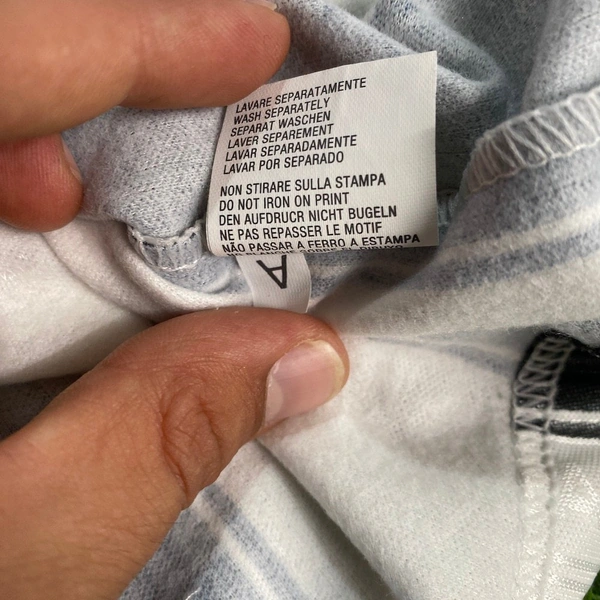 LAVARE SEPARATAMENTE
WASH SEPARATELY
SEPARAT WASCHEN
LAVER SEPAREMENT
LAVAR SEPARADAMENTE
LAVAR POR SEPARADO
NON STIRARE SULLA STAMPA
DO NOT IRON ON PRINT
DEN AUFDRUCR NICHT BUGELN
NE PAS REPASSER LE MOTIF
NÃO PASSAR A FERRO A ESTAMPA
A